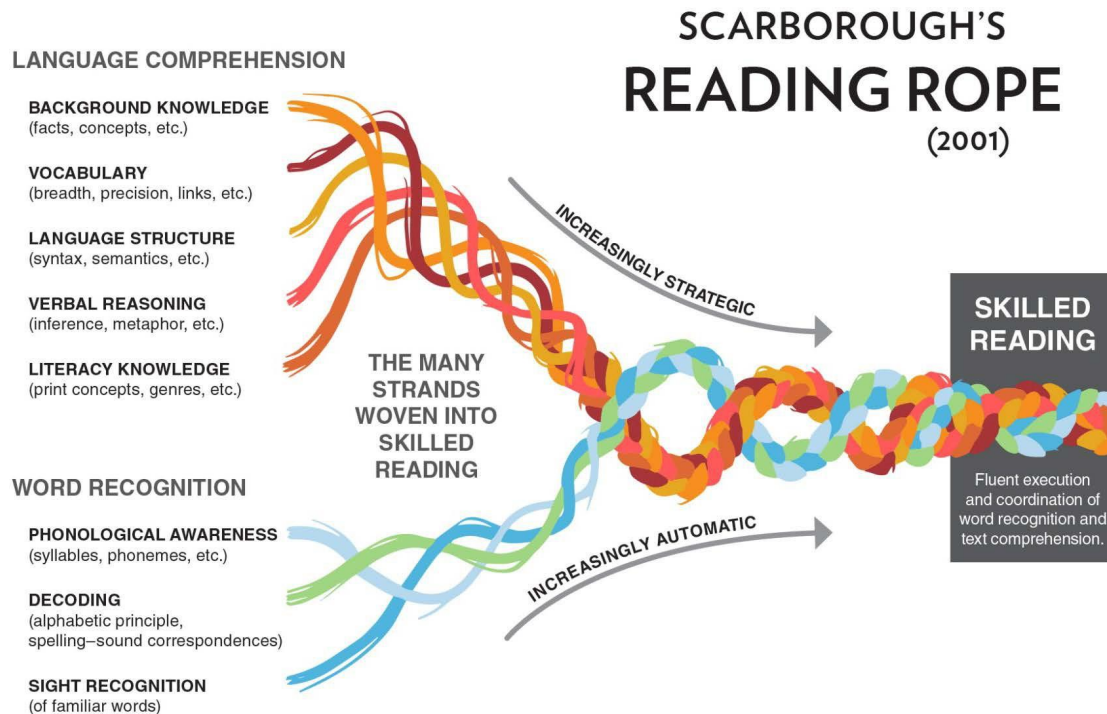 SCARBOROUGH'S
READING ROPE
(2001)
LANGUAGE COMPREHENSION
BACKGROUND KNOWLEDGE
(facts, concepts, etc.)
VOCABULARY
(breadth, precision, links, etc.)
LANGUAGE STRUCTURE
(syntax, semantics, etc.)
VERBAL REASONING
(inference, metaphor, etc.)
LITERACY KNOWLEDGE
(print concepts, genres, etc.)
THE MANY
STRANDS
WOVEN INTO
SKILLED
READING
WORD RECOGNITION
PHONOLOGICAL AWARENESS
(syllables, phonemes, etc.)
DECODING
(alphabetic principle,
spelling–sound correspondences)
SIGHT RECOGNITION
(of familiar words)
INCREASINGLY STRATEGIC
INCREASINGLY AUTOMATIC
SKILLED
READING
Fluent execution
and coordination of
word recognition and
text comprehension.